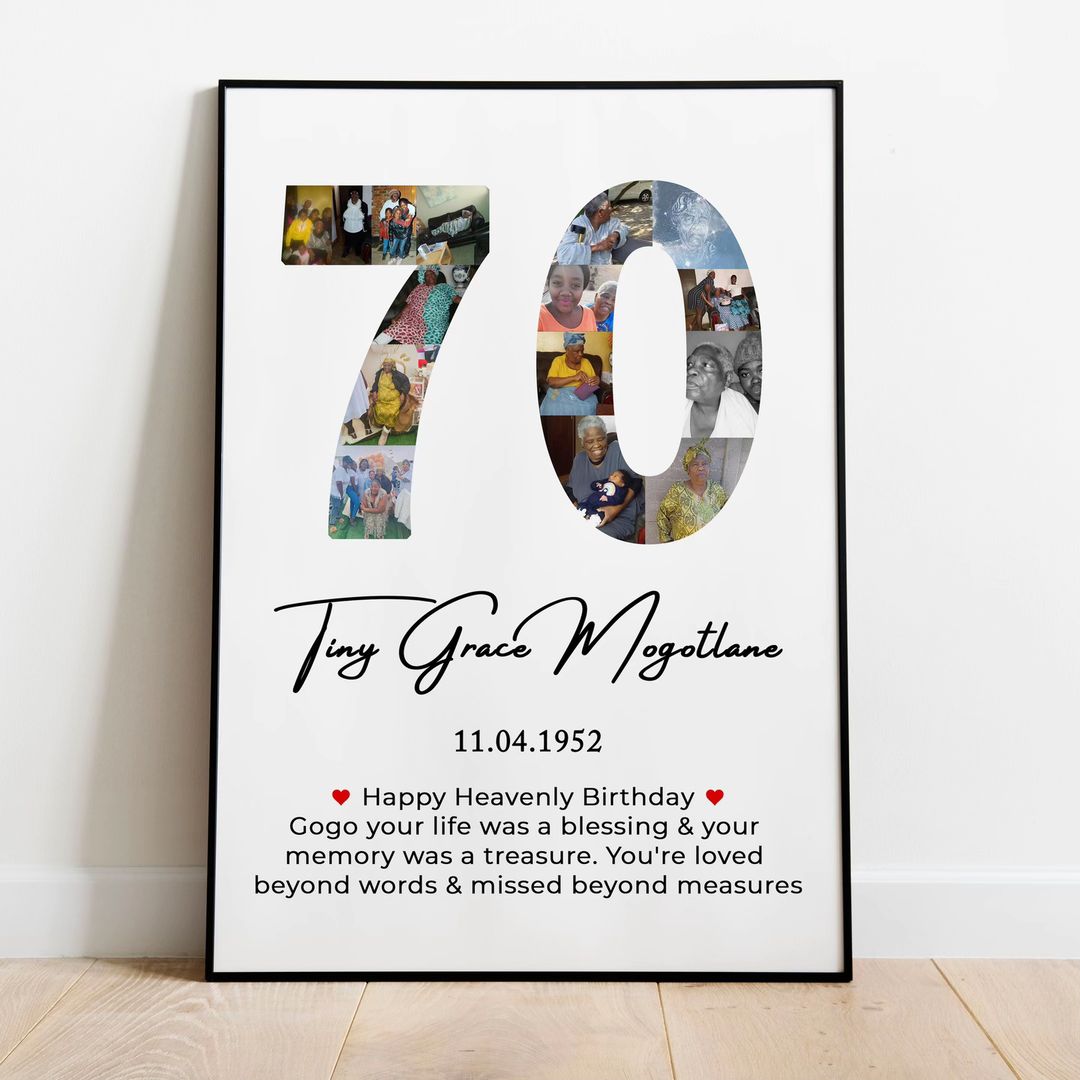 70
Tiny Grace Mogotlane
11.04.1952
♥ Happy Heavenly Birthday ♥
Gogo your life was a blessing & your
memory was a treasure. You're loved
beyond words & missed beyond measures